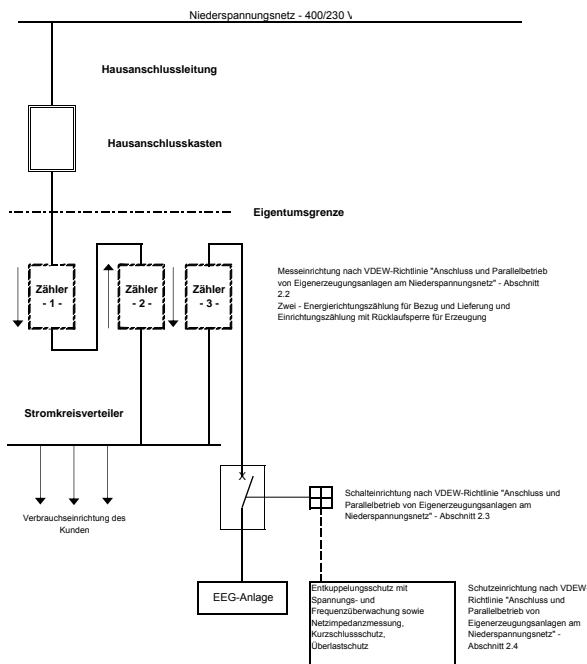 Niederspannungsnetz - 400/230 V
Hausanschlussleitung
Hausanschlusskasten
Eigentumsgrenze
Zähler
- 1 -
Zähler
- 2 -
Zähler
- 3 -
Messeinrichtung nach VDEW-Richtlinie "Anschluss und Parallelbetrieb
von Eigenerzeugungsanlagen am Niederspannungsnetz" - Abschnitt
2.2
Zwei - Energierichtungszählung für Bezug und Lieferung und
Einrichtungszählung mit Rücklaufsperre für Erzeugung
Stromkreisverteiler
Verbrauchseinrichtung des
Kunden
X
Schalteinrichtung nach VDEW-Richtlinie "Anschluss und
Parallelbetrieb von Eigenerzeugungsanlagen am
Niederspannungsnetz" - Abschnitt 2.3
EEG-Anlage
Entkuppelungsschutz mit
Spannungs- und
Frequenzüberwachung sowie
Netzimpedanzmessung,
Kurzschlussschutz,
Überlastschutz
Schutzeinrichtung nach VDEW-
Richtlinie "Anschluss und
Parallelbetrieb von
Eigenerzeugungsanlagen am
Niederspannungsnetz" -
Abschnitt 2.4